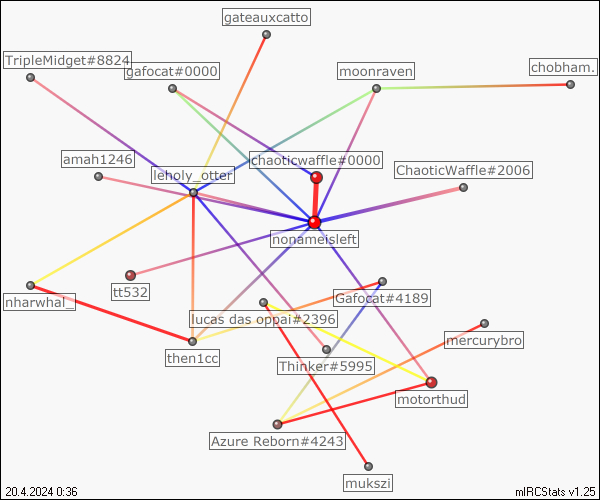 gateauxcatto
TripleMidget#8824
gafocat#0000
moonraven
chobham.
amah1246
leholy_otter
chaoticwaffle#0000
ChaoticWaffle#2006
nonameisleft
nharwhal_
tt532
Gafocat#4189
lucas das oppai#2396
mercurybro
then1cc
Thinker#5995
motorthud
Azure Reborn#4243
mukszi
20.4.2024 0:36
mIRCStats v1.25